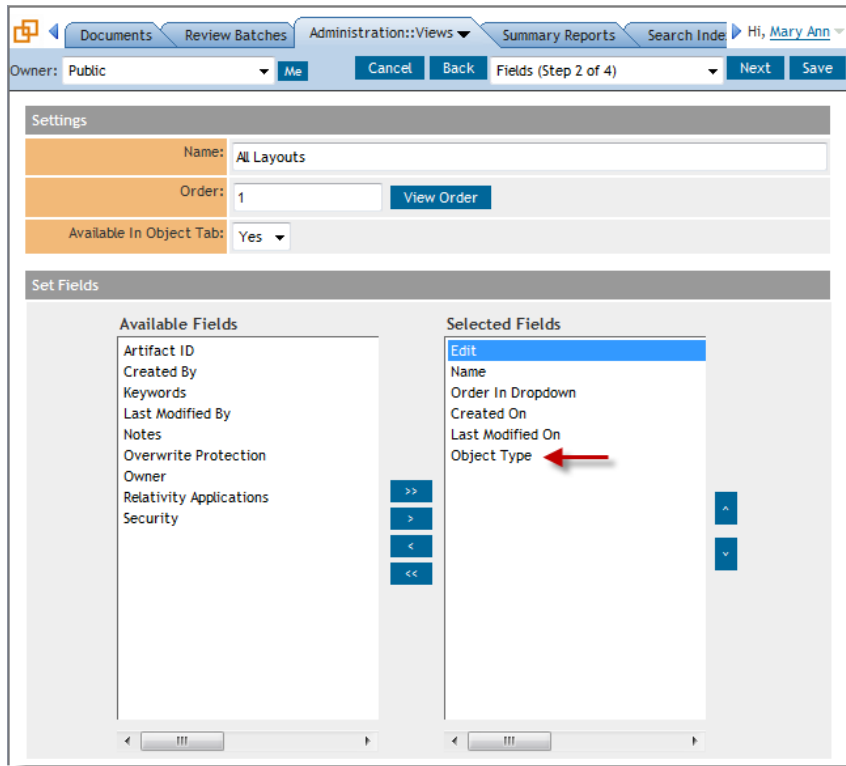 Documents Review Batches Administration::Views Summary Reports Search Inde Hi, Mary Ann
Owner: Public Me Cancel Back Fields (Step 2 of 4) Next Save
Settings
Name: All Layouts
Order: 1 View Order
Available In Object Tab: Yes
Set Fields
Available Fields
Artifact ID
Created By
Keywords
Last Modified By
Notes
Overwrite Protection
Owner
Relativity Applications
Security
>>
>
<
<<
Selected Fields
Edit
Name
Order In Dropdown
Created On
Last Modified On
Object Type